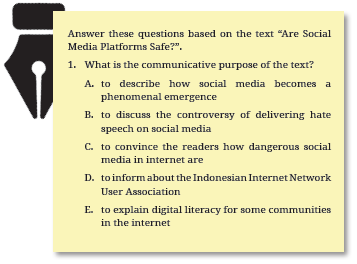 Answer these questions based on the text “Are Social
Media Platforms Safe?”.
1. What is the communicative purpose of the text?
A. to describe how social media becomes a
phenomenal emergence
B. to discuss the controversy of delivering hate
speech on social media
C. to convince the readers how dangerous social
media in internet are
D. to inform about the Indonesian Internet Network
User Association
E. to explain digital literacy for some communities
in the internet